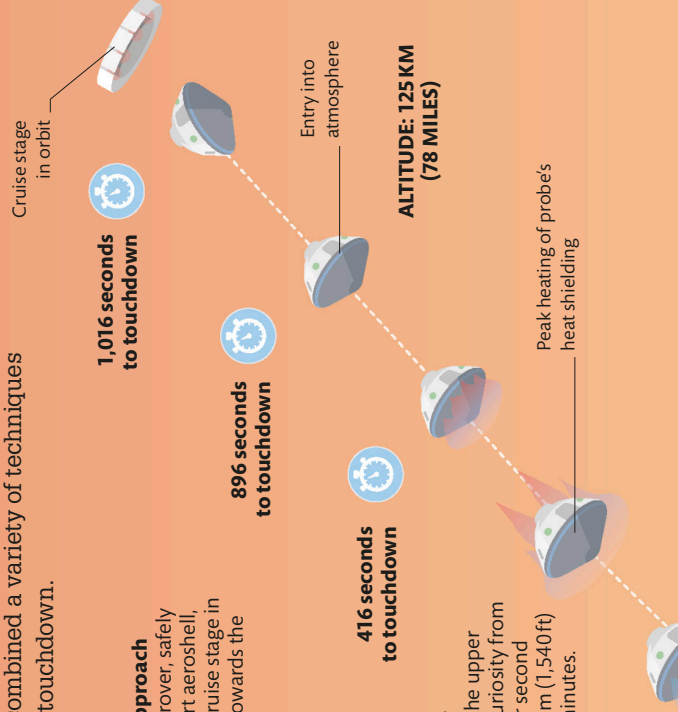 ombined a variety of techniques
touchdown.
Cruise stage
in orbit
1,016 seconds
to touchdown
pproach
rover, safely
rt aeroshell,
ruise stage in
owards the
896 seconds
to touchdown
Entry into
atmosphere
ALTITUDE: 125 KM
(78 MILES)
416 seconds
to touchdown
he upper
uriosity from
r second
m (1,540 ft)
inutes.
Peak heating of probe's
heat shielding